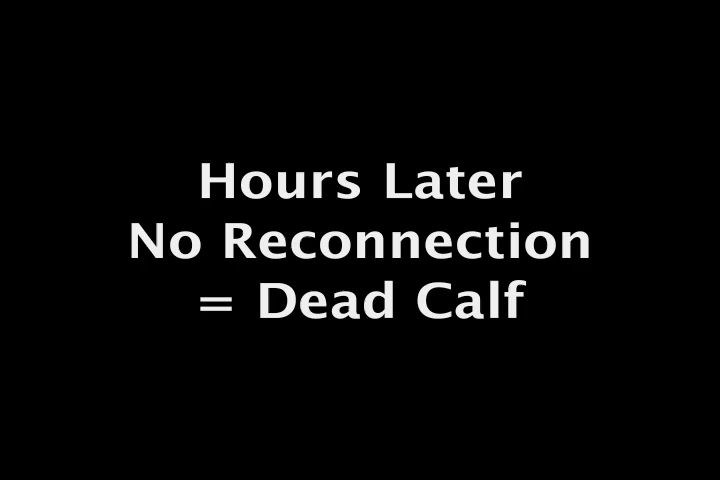 Hours Later
No Reconnection
= Dead Calf